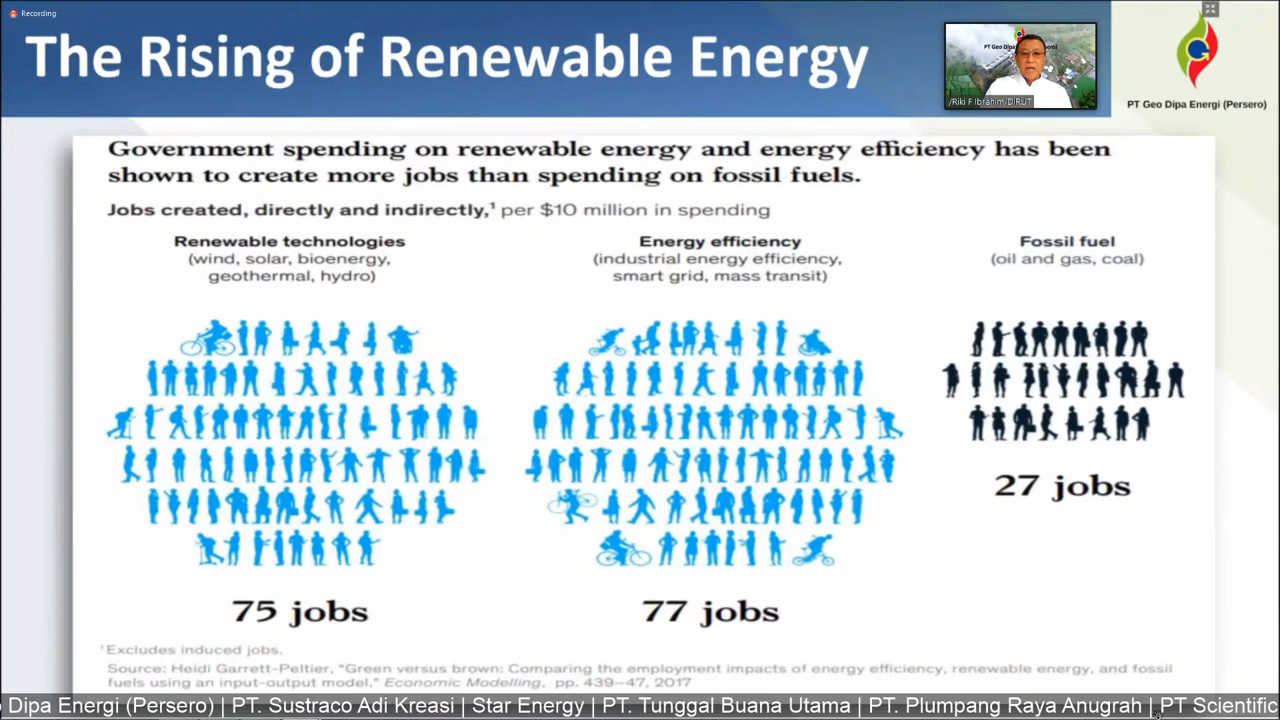 Recording
The Rising of Renewable Energy
PT Geo Dipa Energi (Persero)
/Riki F Ibrahim/DIRUT
Government spending on renewable energy and energy efficiency has been
shown to create more jobs than spending on fossil fuels.
Jobs created, directly and indirectly,¹ per $10 million in spending
Renewable technologies
(wind, solar, bioenergy,
geothermal, hydro)
Energy efficiency
(industrial energy efficiency,
smart grid, mass transit)
Fossil fuel
(oil and gas, coal)
75 jobs
77 jobs
27 jobs
¹Excludes induced jobs.
Source: Heidi Garrett-Peltier, "Green versus brown: Comparing the employment impacts of energy efficiency, renewable energy, and fossil
fuels using an input-output model," Economic Modelling, pp. 439–47, 2017
Dipa Energi (Persero) | PT. Sustraco Adi Kreasi | Star Energy | PT. Tunggal Buana Utama | PT. Plumpang Raya Anugrah | PT Scientific